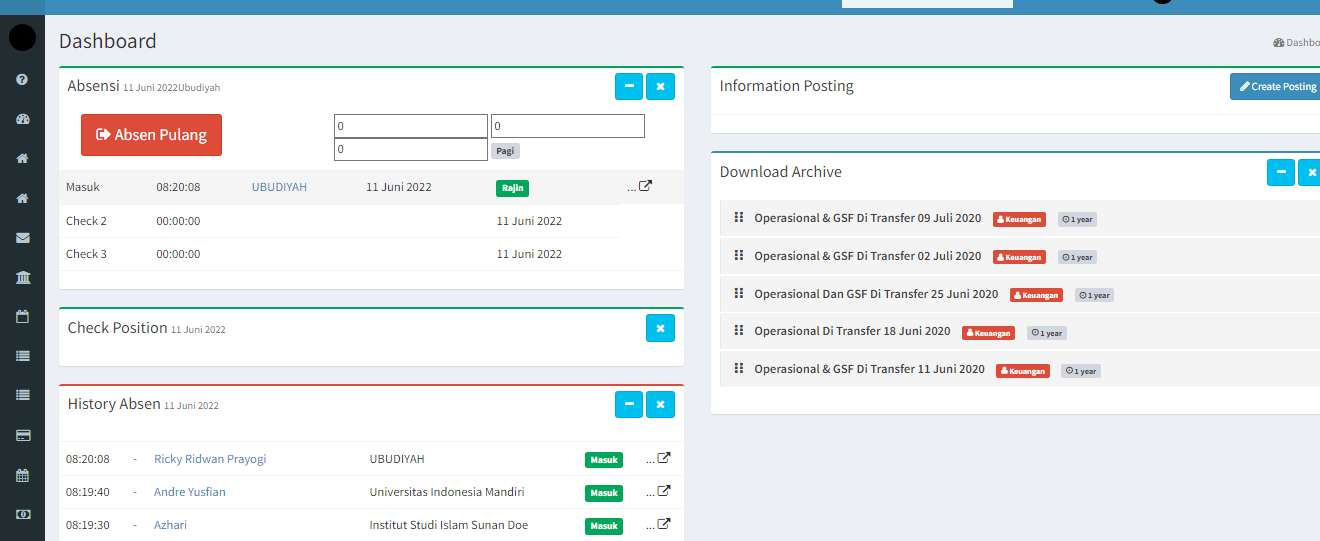 Dashboard
Dashbo
Absensi 11 Juni 2022Ubudiyah
Absen Pulang
0
0
0
Pagi
Masuk 08:20:08 UBUDIYAH 11 Juni 2022 Rajin ...
Check 2 00:00:00 11 Juni 2022
Check 3 00:00:00 11 Juni 2022
Check Position 11 Juni 2022
History Absen 11 Juni 2022
08:20:08 - Ricky Ridwan Prayogi UBUDIYAH Masuk ...
08:19:40 - Andre Yusfian Universitas Indonesia Mandiri Masuk ...
08:19:30 - Azhari Institut Studi Islam Sunan Doe Masuk ...
Information Posting
Create Posting
Download Archive
Operasional & GSF Di Transfer 09 Juli 2020 Keuangan 1 year
Operasional & GSF Di Transfer 02 Juli 2020 Keuangan 1 year
Operasional Dan GSF Di Transfer 25 Juni 2020 Keuangan 1 year
Operasional Di Transfer 18 Juni 2020 Keuangan 1 year
Operasional & GSF Di Transfer 11 Juni 2020 Keuangan 1 year